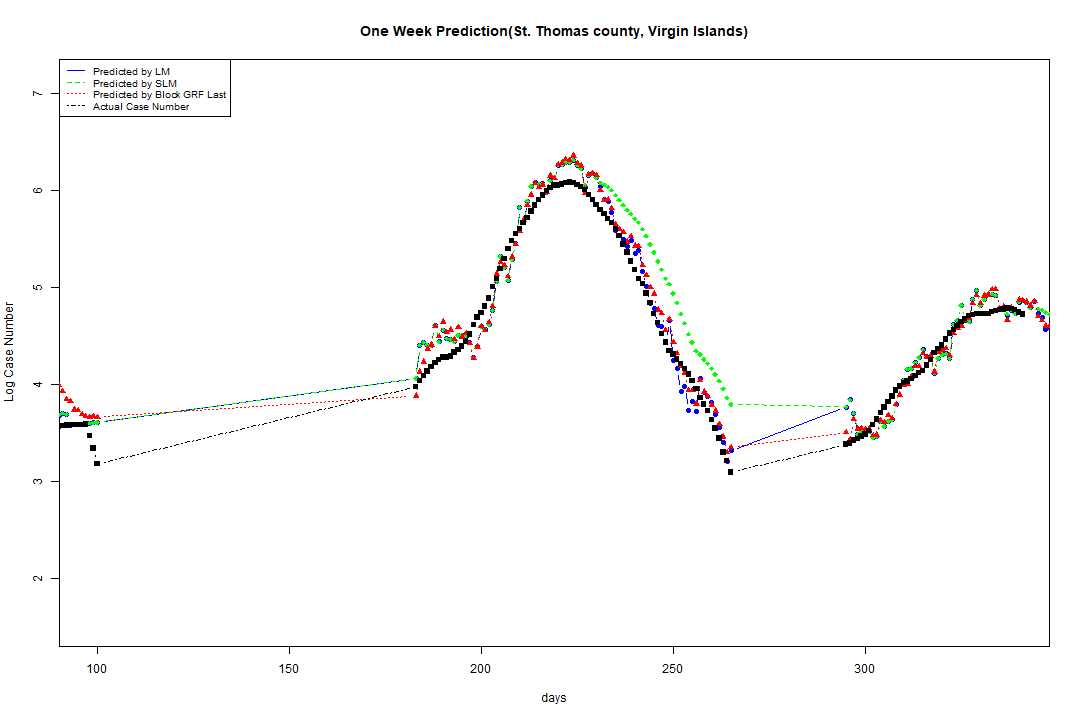 One Week Prediction(St. Thomas county, Virgin Islands)
Predicted by LM
Predicted by SLM
Predicted by Block GRF Last
Actual Case Number
7
6
5
4
3
2
Log Case Number
100 150 200 250 300
days